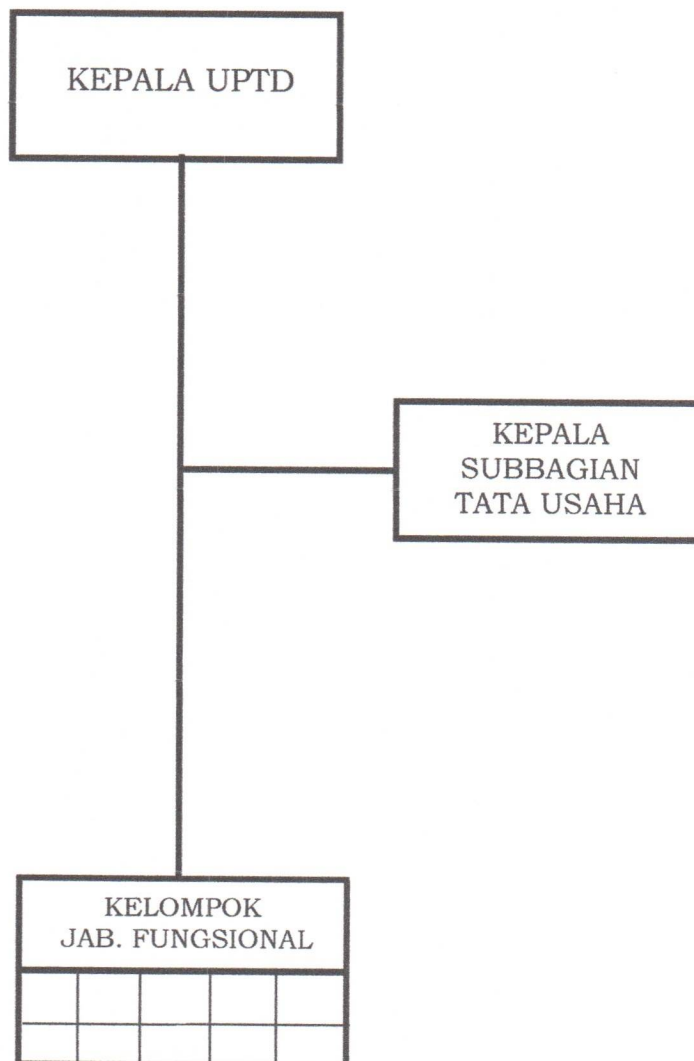 KEPALA UPTD
KEPALA
SUBBAGIAN
TATA USAHA
KELOMPOK
JAB. FUNGSIONAL